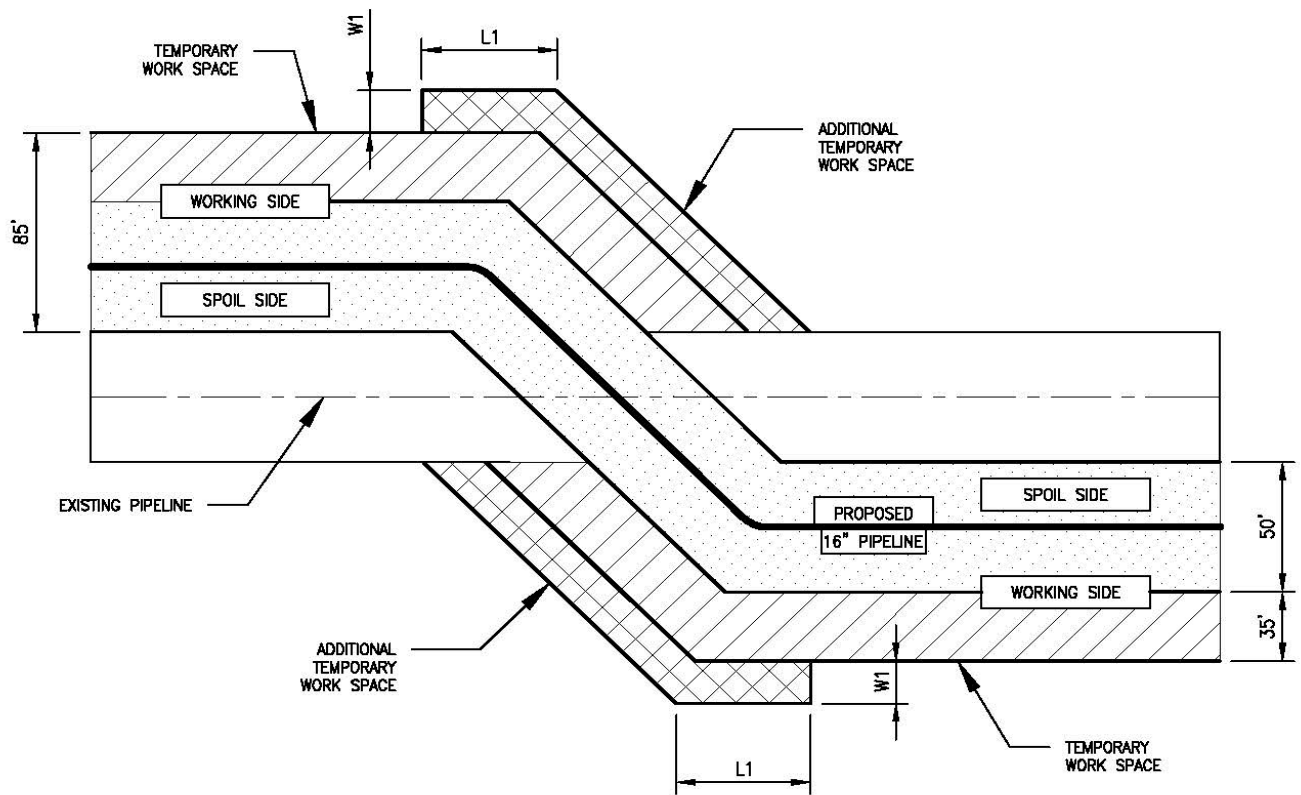 W1
L1
TEMPORARY
WORK SPACE
ADDITIONAL
TEMPORARY
WORK SPACE
85'
WORKING SIDE
SPOIL SIDE
EXISTING PIPELINE
SPOIL SIDE
PROPOSED
16" PIPELINE
50'
WORKING SIDE
35'
ADDITIONAL
TEMPORARY
WORK SPACE
W1
L1
TEMPORARY
WORK SPACE